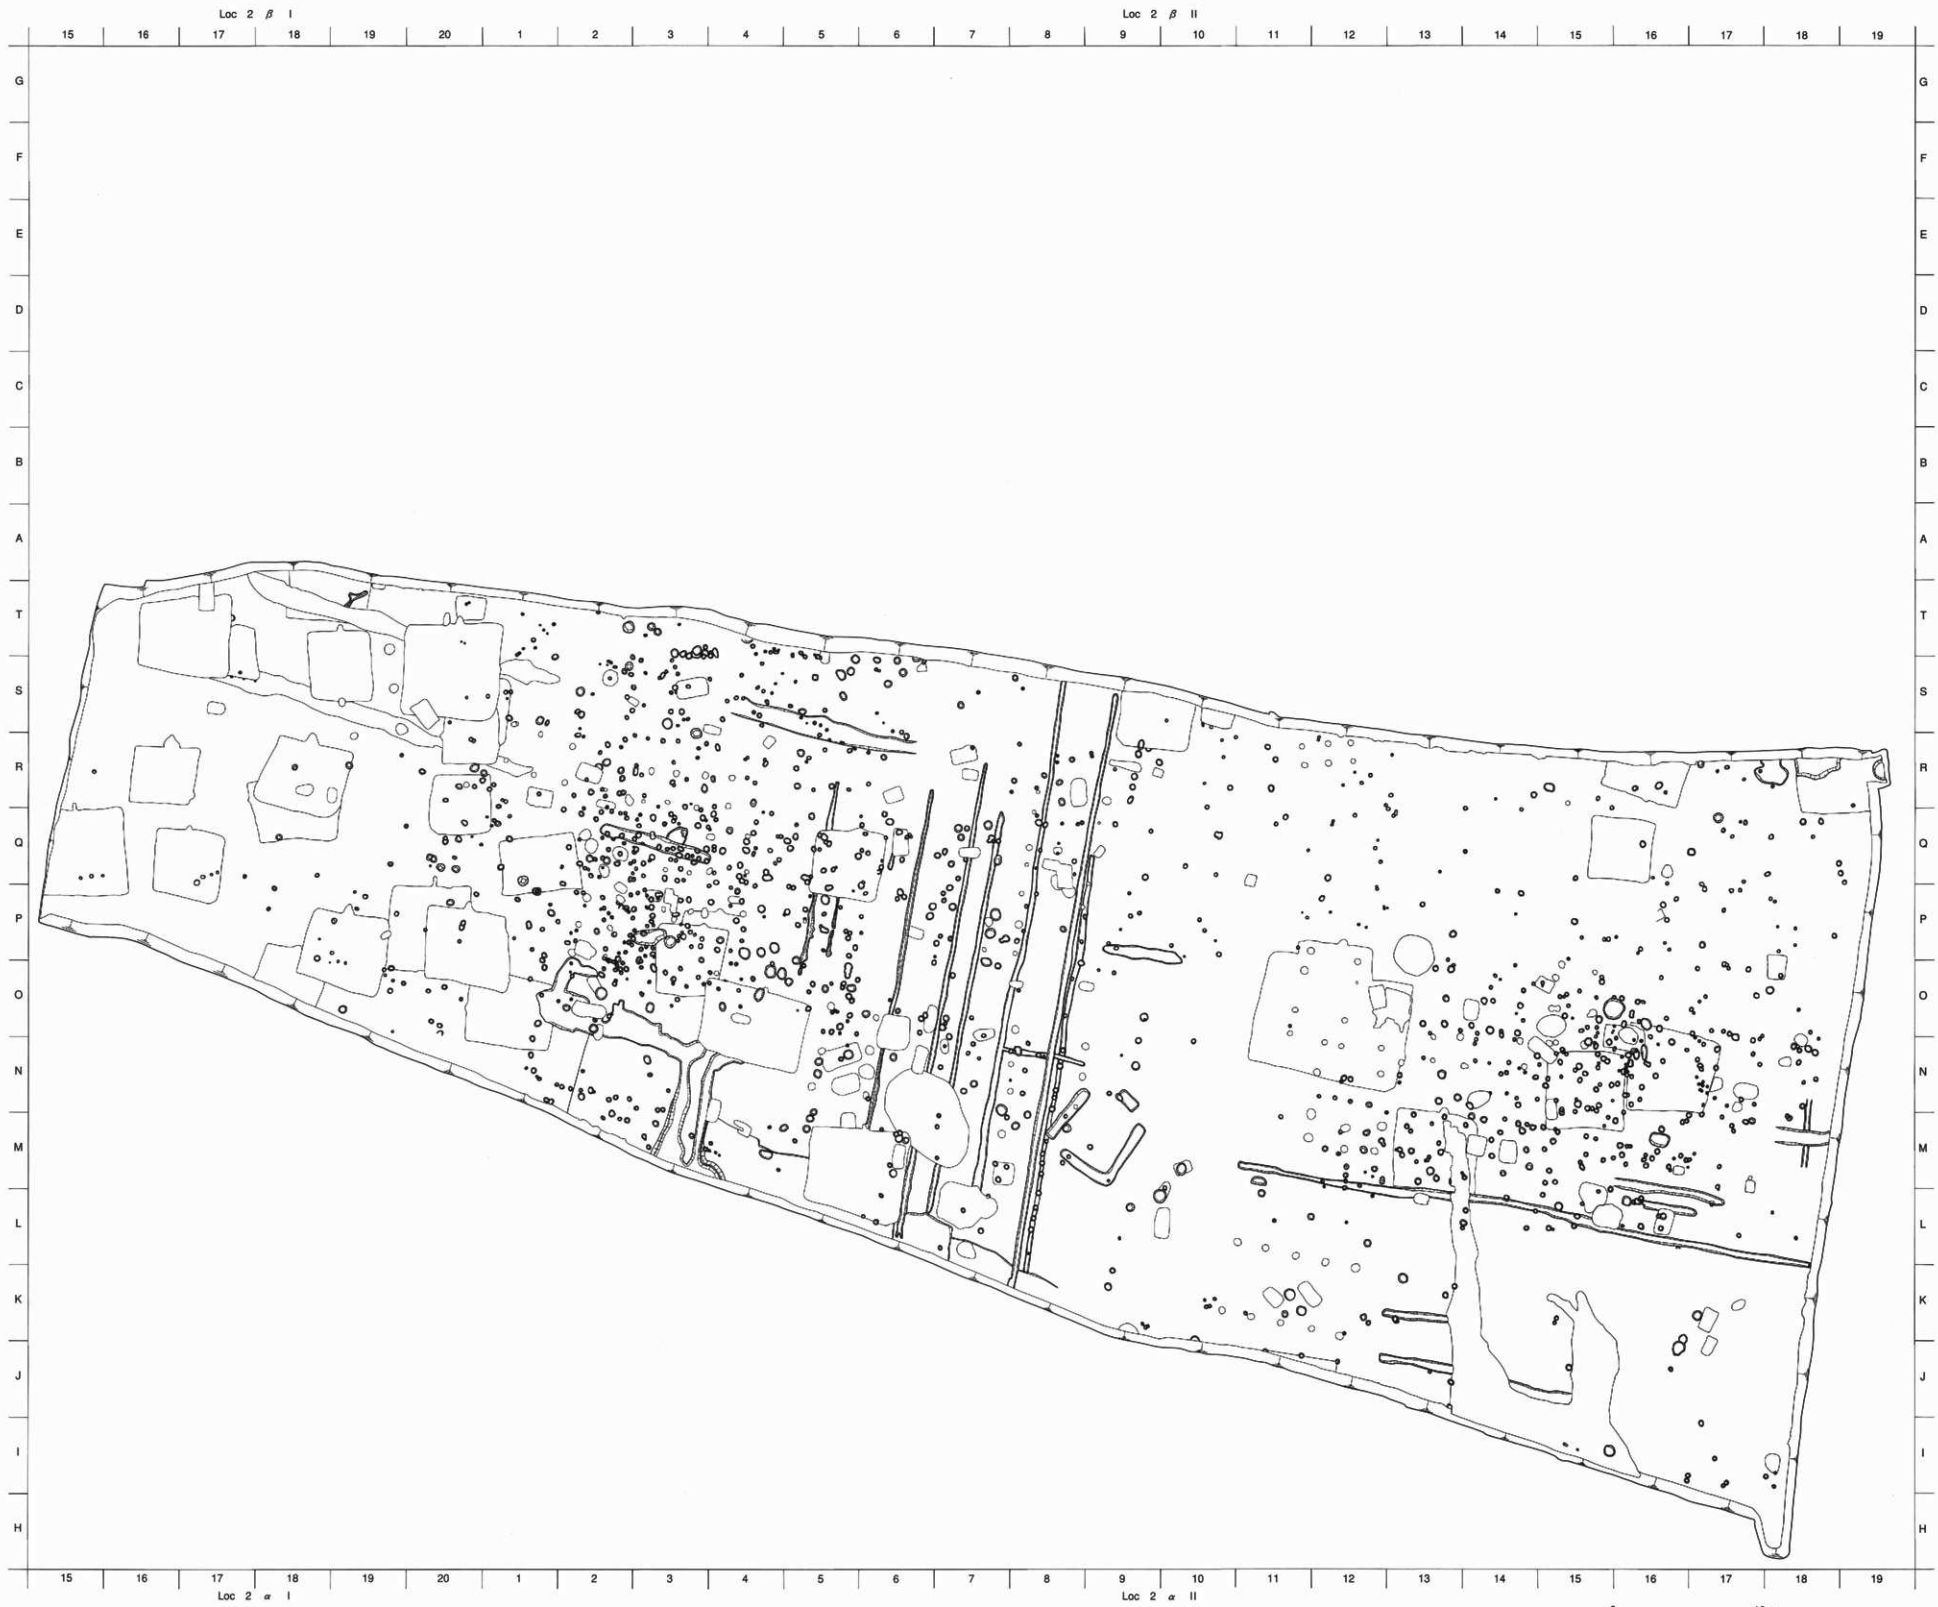 Loc 2 β I Loc 2 β II
15 16 17 18 19 20 1 2 3 4 5 6 7 8 9 10 11 12 13 14 15 16 17 18 19
G G
F F
E E
D D
C C
B B
A A
T T
S S
R R
Q Q
P P
O O
N N
M M
L L
K K
J J
I I
H H
15 16 17 18 19 20 1 2 3 4 5 6 7 8 9 10 11 12 13 14 15 16 17 18 19
Loc 2 α I Loc 2 α II